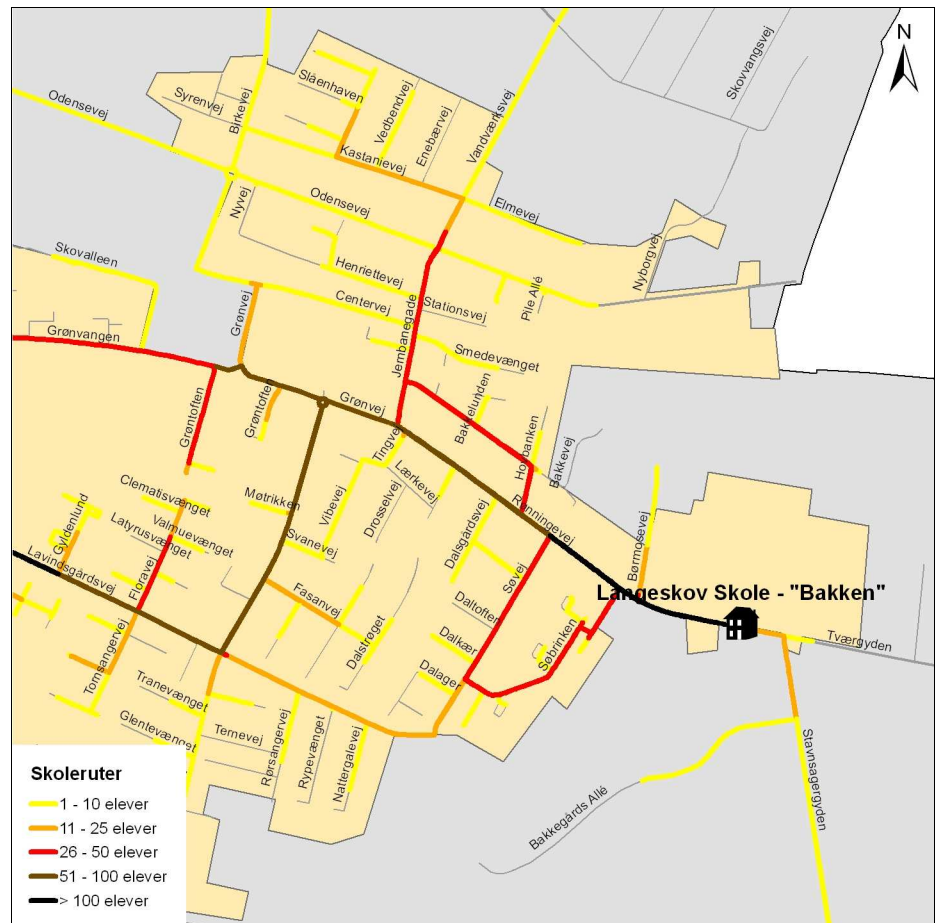 N
Skovvangsvej
Slåenhaven
Syrenvej
Birkevej
Vedbendvej
Enebærvej
Vandværksvej
Odensevej
Kastanievej
Odensevej
Elmevej
Nyvej
Nyborgvej
Skovalleen
Henriettevej
Centervej
Stationsvej
Pile Allé
Grønvej
Grønvangen
Jernbanegade
Smedevænget
Grøntoften
Grøntoften
Grønvej
Bakkelunden
Tingvej
Højbanken
Bakkevej
Lærkevej
Clematisvænget
Møtrikken
Vibevej
Drosselvej
Rønningevej
Gyldenlund
Latyrusvænget
Valmuevænget
Svanevej
Dalsgårdsvej
Søvej
Børmosevej
Lavindsgårdsvej
Floravej
Fasanvej
Daltoften
Langeskov Skole - "Bakken"
Dalstrøget
Dalkær
Søbrinken
Tværgyden
Tornsangervej
Tranevænget
Dalager
Glentevænget
Ternevej
Rørsangervej
Rypevænget
Nattergalevej
Stavnsagergyden
Bakkegårds Allé
Skoleruter
1 - 10 elever
11 - 25 elever
26 - 50 elever
51 - 100 elever
> 100 elever